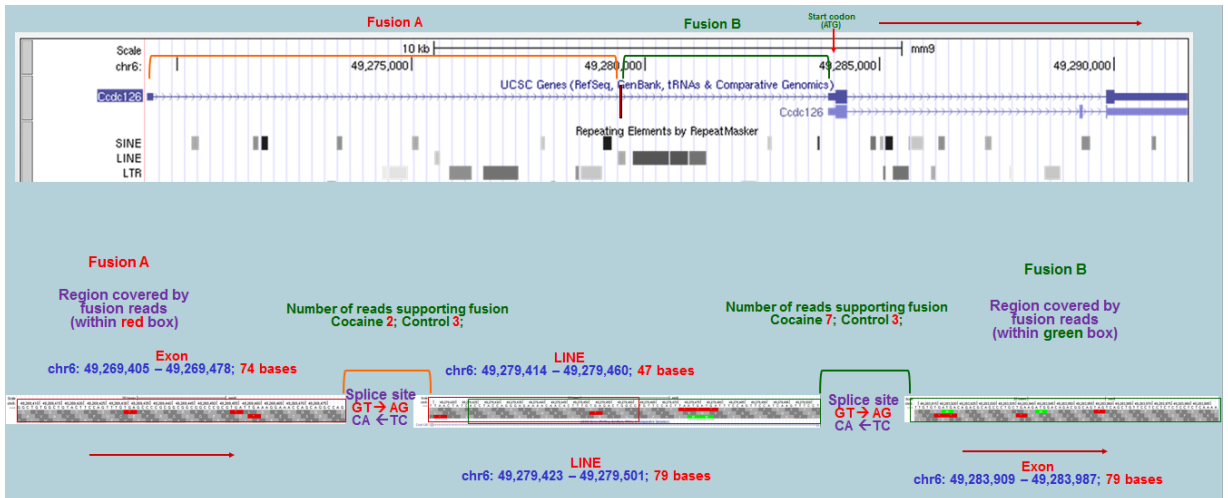 Fusion A
Fusion B
Start codon
(ATG)
Scale
10 kb
mm9
chr6:
49,275,000
49,280,000
49,285,000
49,290,000
UCSC Genes (RefSeq, GenBank, tRNAs & Comparative Genomics)
Ccdc126
Ccdc126
Repeating Elements by RepeatMasker
SINE
LINE
LTR
Fusion A
Fusion B
Region covered by
fusion reads
(within red box)
Number of reads supporting fusion
Cocaine 2; Control 3;
Number of reads supporting fusion
Cocaine 7; Control 3;
Region covered by
fusion reads
(within green box)
Exon
chr6: 49,269,405 – 49,269,478; 74 bases
LINE
chr6: 49,279,414 – 49,279,460; 47 bases
Splice site
GT → AG
CA ← TC
Splice site
GT → AG
CA ← TC
LINE
chr6: 49,279,423 – 49,279,501; 79 bases
Exon
chr6: 49,283,909 – 49,283,987; 79 bases